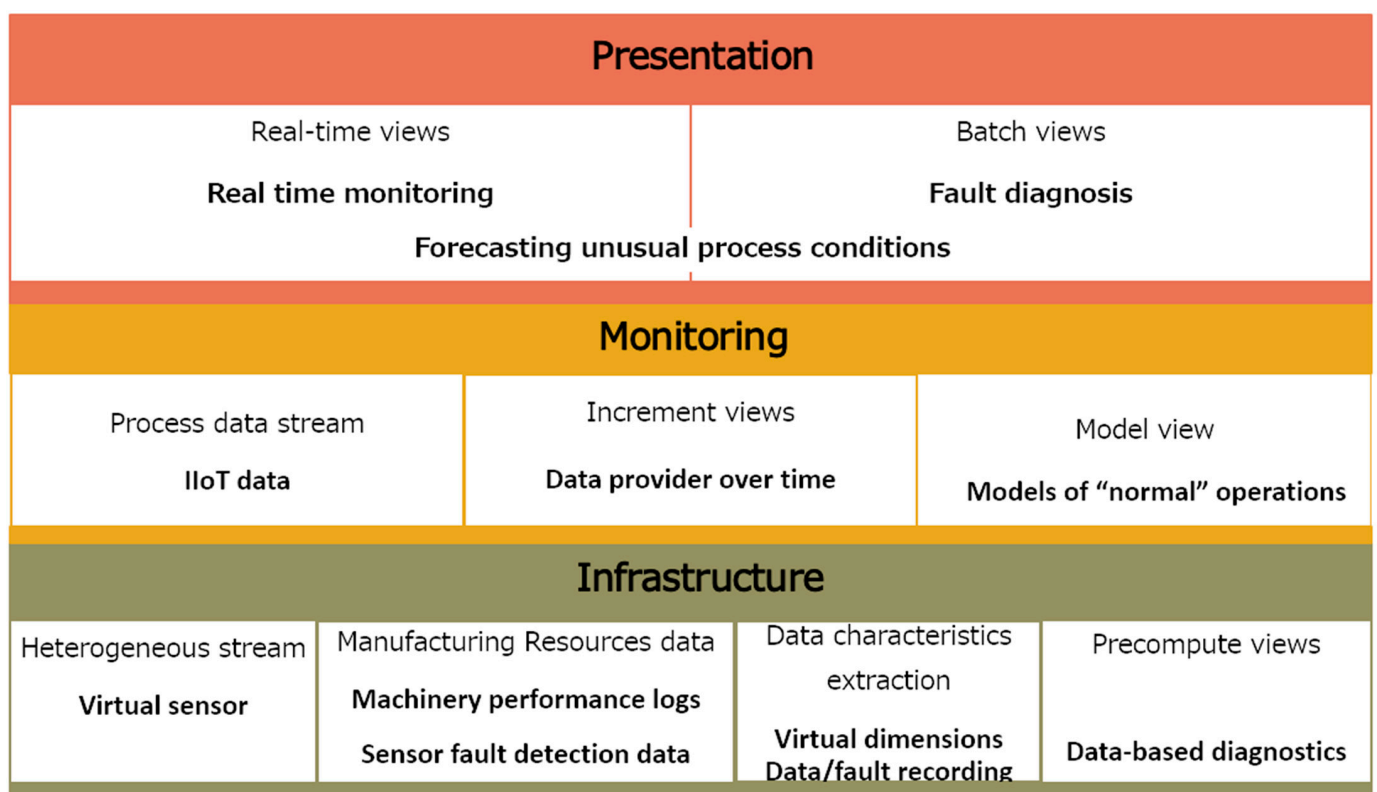 Presentation
Real-time views
Real time monitoring
Batch views
Fault diagnosis
Forecasting unusual process conditions
Monitoring
Process data stream
IIoT data
Increment views
Data provider over time
Model view
Models of “normal” operations
Infrastructure
Heterogeneous stream
Virtual sensor
Manufacturing Resources data
Machinery performance logs
Sensor fault detection data
Data characteristics
extraction
Virtual dimensions
Data/fault recording
Precompute views
Data-based diagnostics